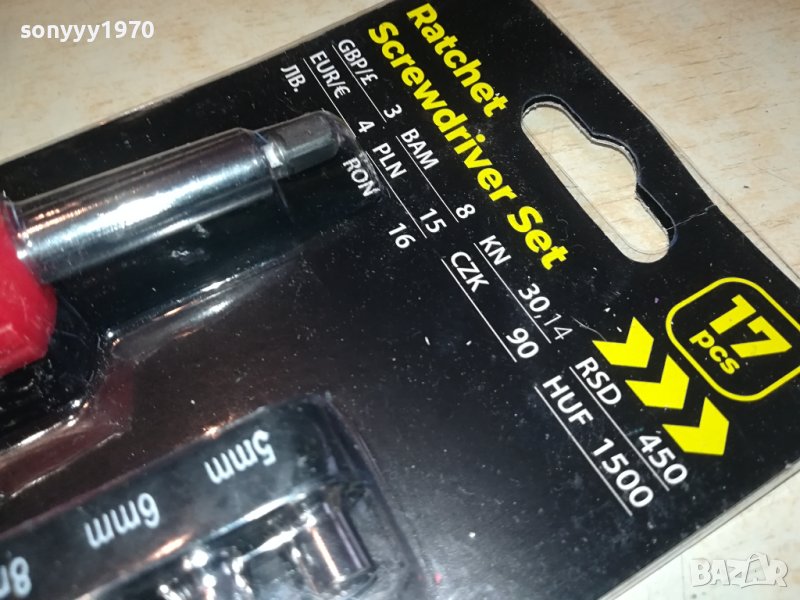 sonyyy1970
Ratchet
Screwdriver Set
GBP/£ 3 BAM 8 KN 30,14 RSD 450
EUR/€ 4 PLN 15 CZK 90 HUF 1500
ЛВ. RON 16
17
pcs
5mm
6mm
BAZAR